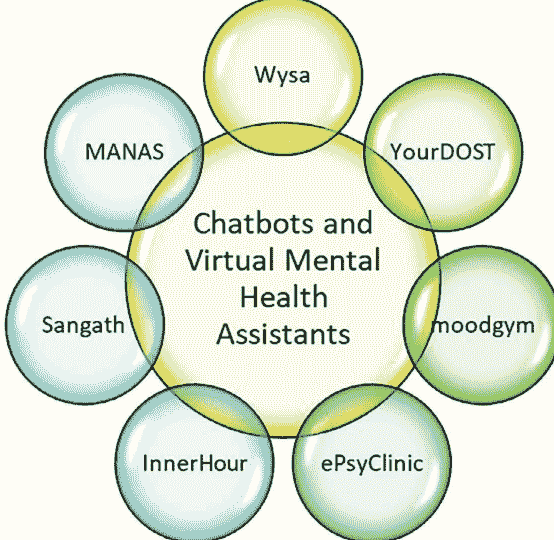 Wysa
MANAS
YourDOST
Chatbots and
Virtual Mental
Health
Assistants
Sangath
moodgym
InnerHour
ePsyClinic